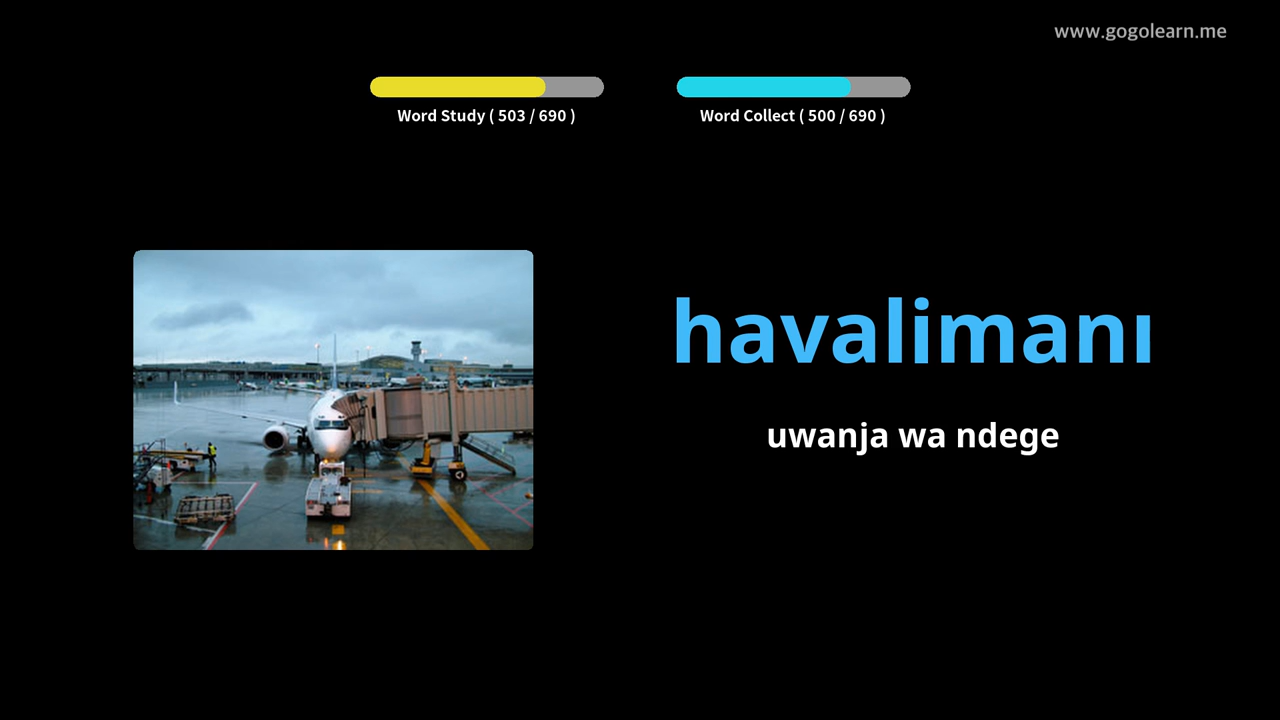 www.gogolearn.me
Word Study ( 503 / 690 )
Word Collect ( 500 / 690 )
havalimanı
uwanja wa ndege